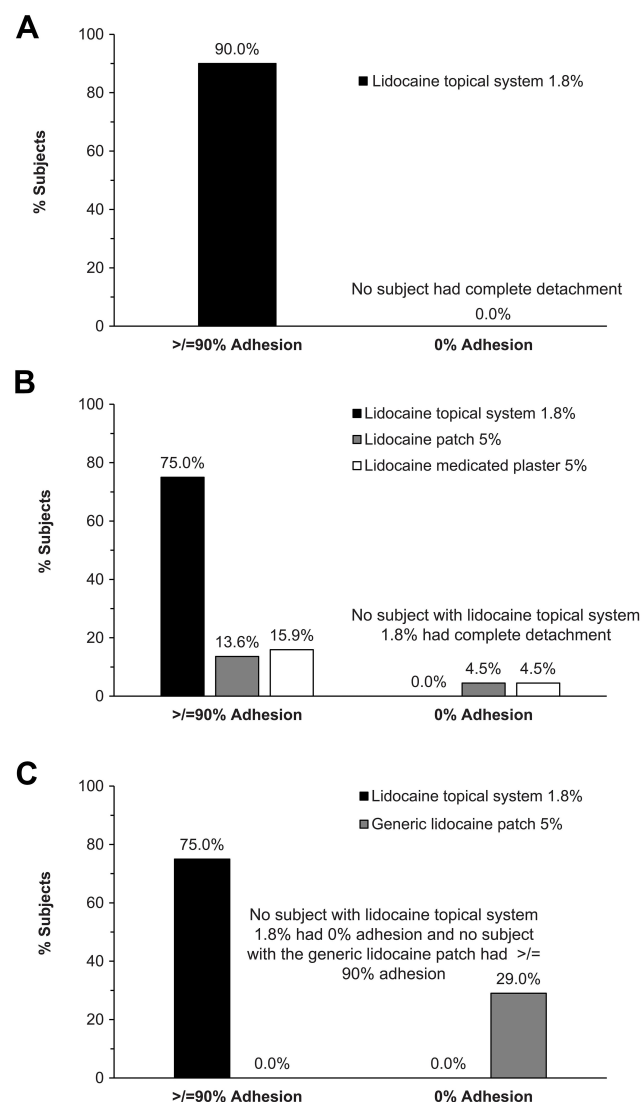 A
100
90.0%
Lidocaine topical system 1.8%
80
60
% Subjects
40
20
No subject had complete detachment
0.0%
0
>/=90% Adhesion
0% Adhesion
B
100
Lidocaine topical system 1.8%
Lidocaine patch 5%
Lidocaine medicated plaster 5%
80
75.0%
60
% Subjects
40
20
13.6%
15.9%
No subject with lidocaine topical system
1.8% had complete detachment
0.0%
4.5%
4.5%
0
>/=90% Adhesion
0% Adhesion
C
100
Lidocaine topical system 1.8%
Generic lidocaine patch 5%
80
75.0%
60
% Subjects
40
20
No subject with lidocaine topical system
1.8% had 0% adhesion and no subject
with the generic lidocaine patch had >/=
90% adhesion
29.0%
0.0%
0.0%
0
>/=90% Adhesion
0% Adhesion